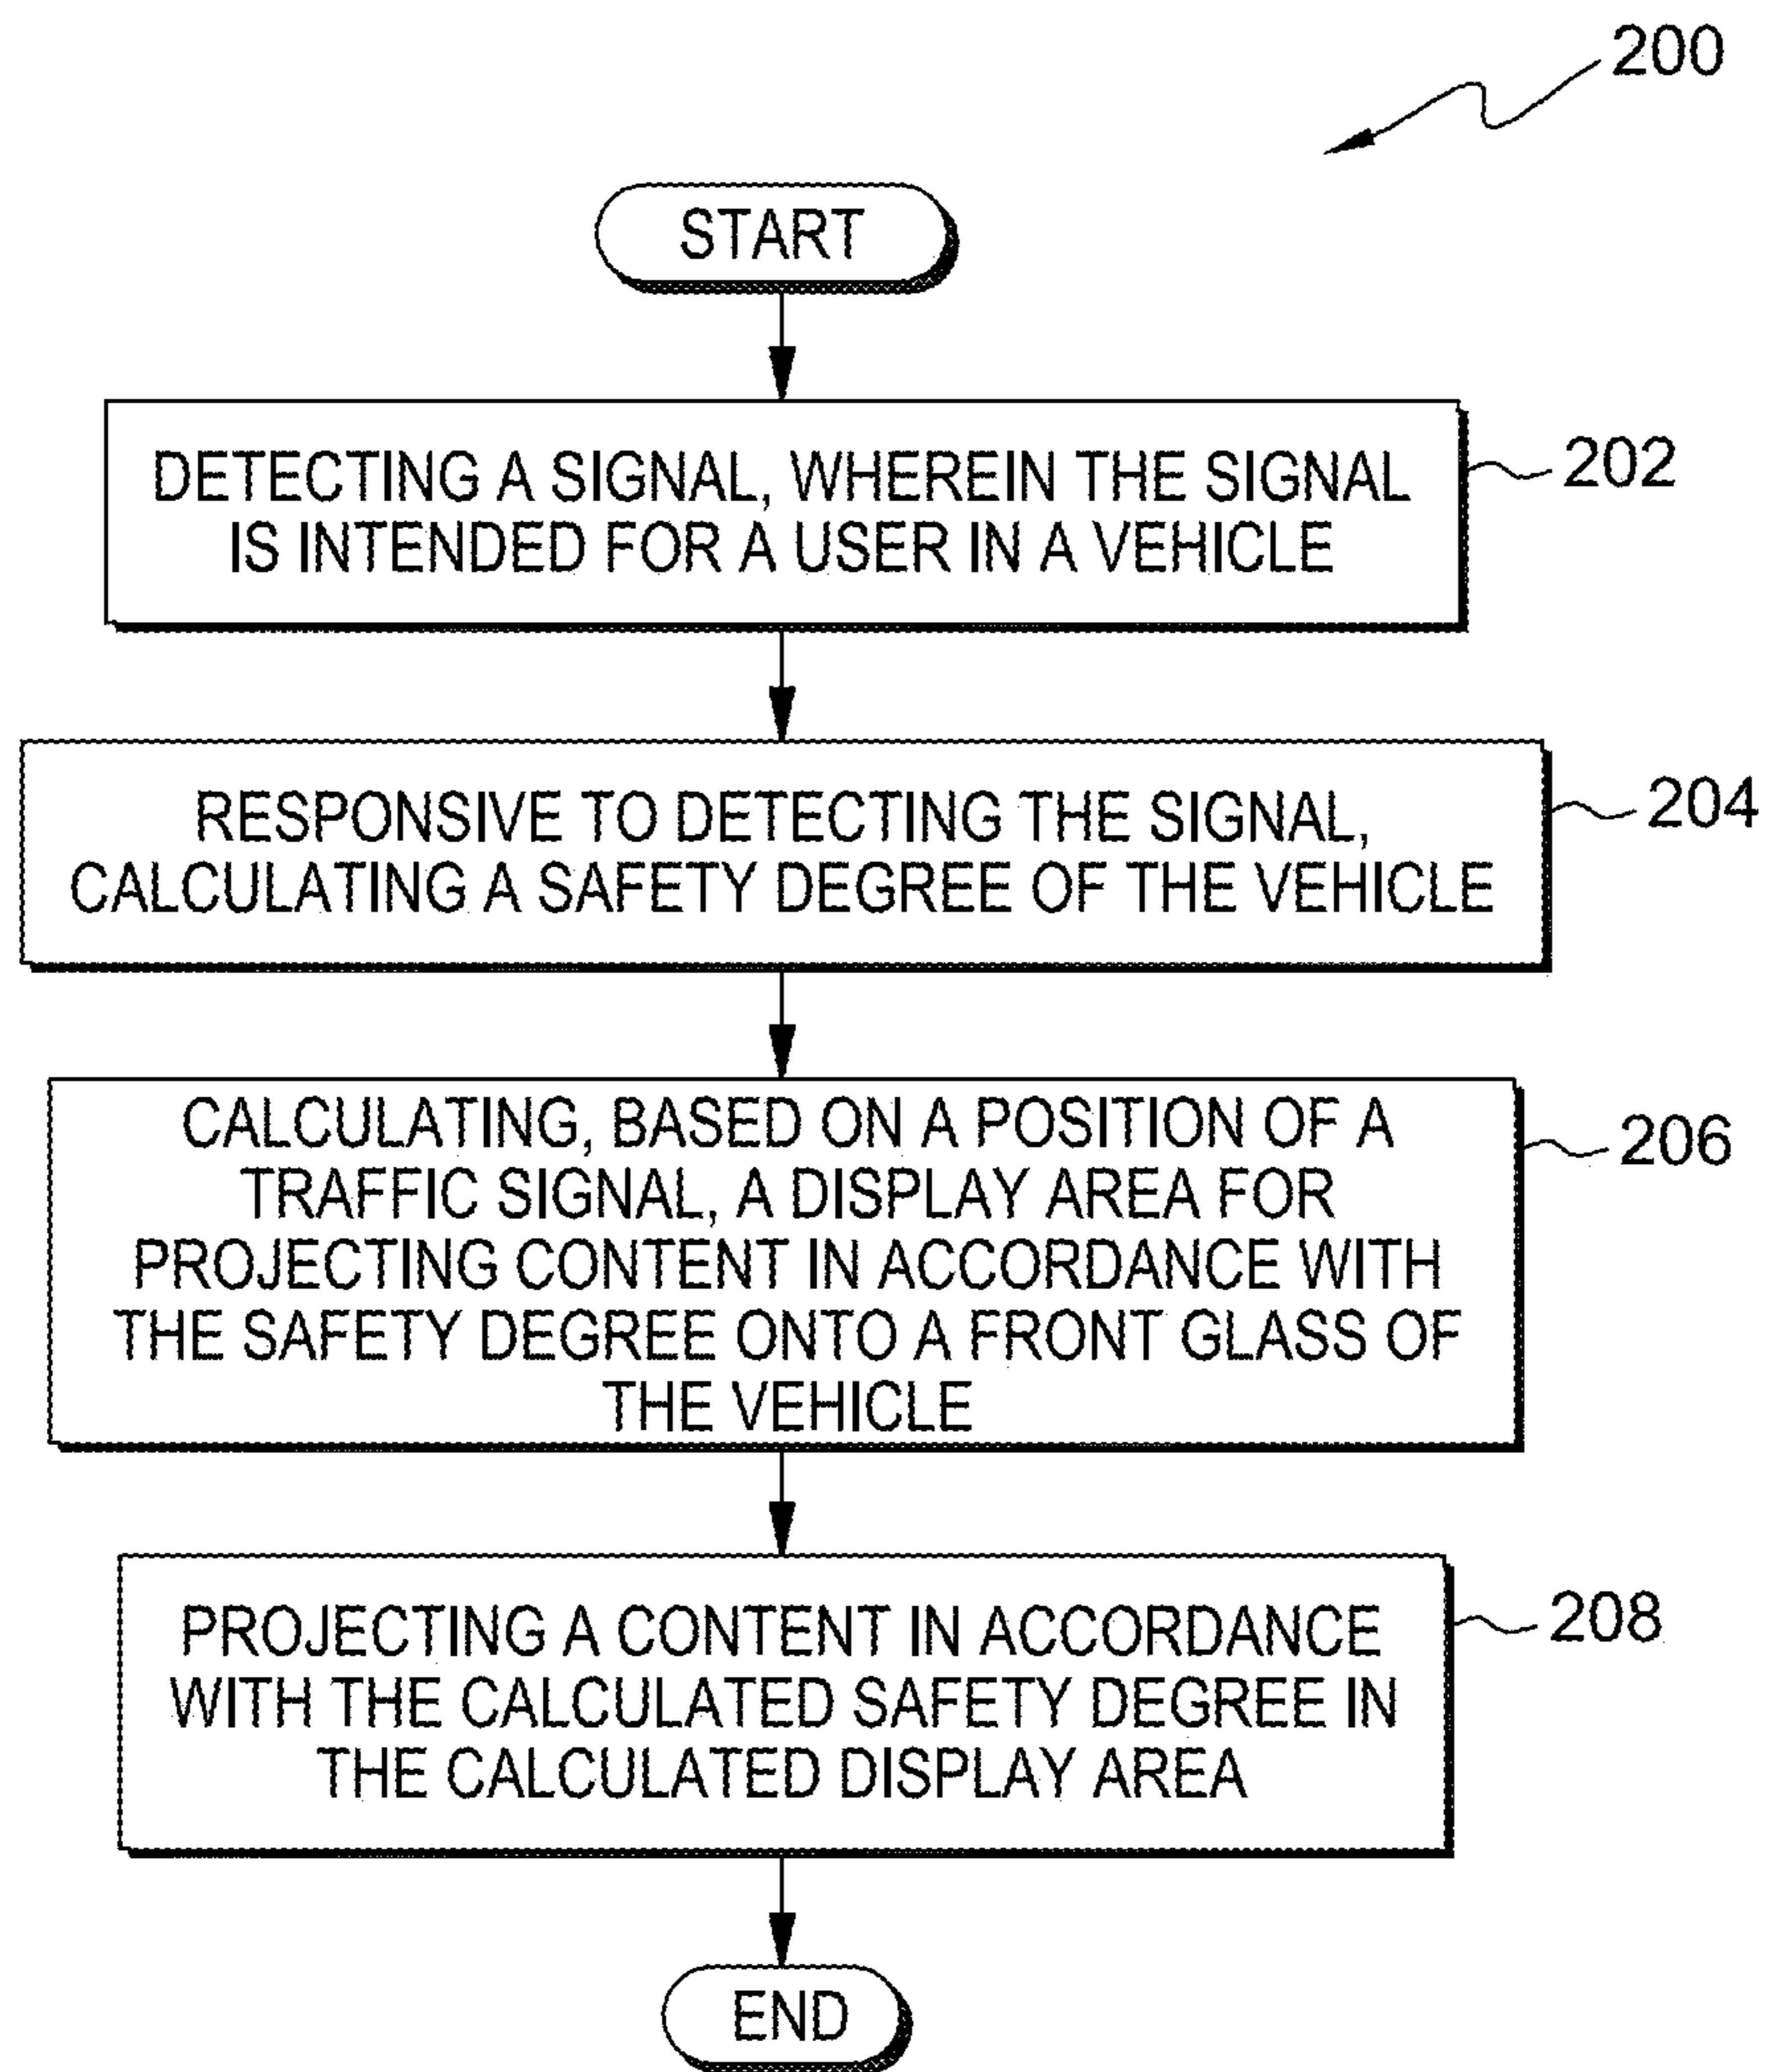 200
START
DETECTING A SIGNAL, WHEREIN THE SIGNAL
IS INTENDED FOR A USER IN A VEHICLE
202
RESPONSIVE TO DETECTING THE SIGNAL,
CALCULATING A SAFETY DEGREE OF THE VEHICLE
204
CALCULATING, BASED ON A POSITION OF A
TRAFFIC SIGNAL, A DISPLAY AREA FOR
PROJECTING CONTENT IN ACCORDANCE WITH
THE SAFETY DEGREE ONTO A FRONT GLASS OF
THE VEHICLE
206
PROJECTING A CONTENT IN ACCORDANCE
WITH THE CALCULATED SAFETY DEGREE IN
THE CALCULATED DISPLAY AREA
208
END